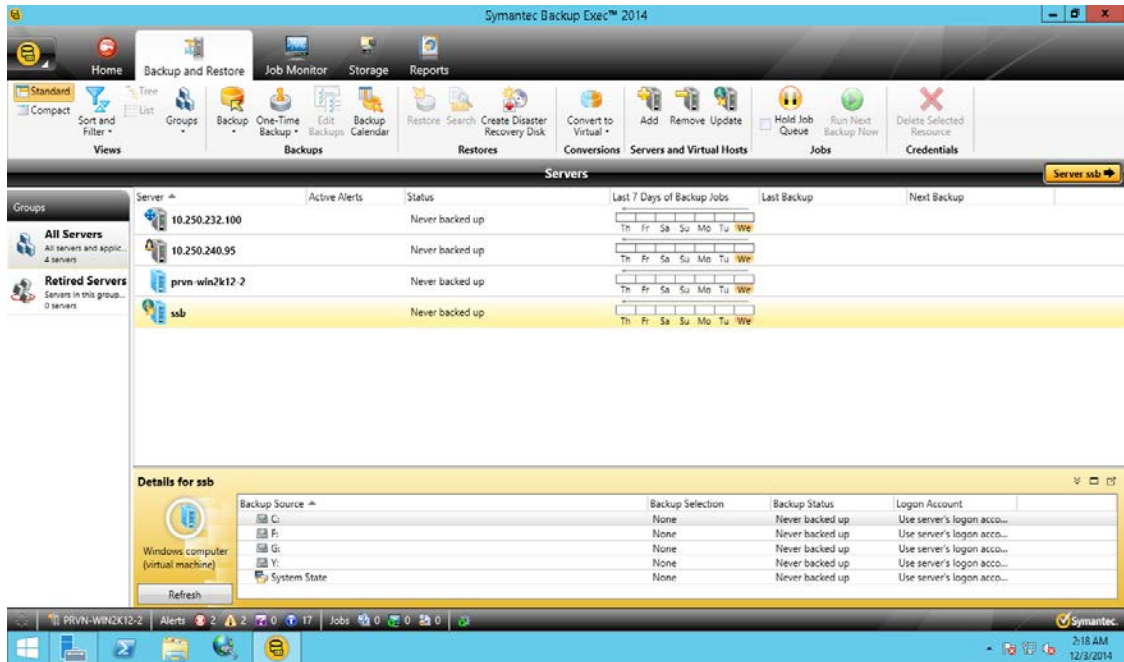 Symantec Backup Exec™ 2014
Home Backup and Restore Job Monitor Storage Reports
Standard
Compact
Sort and Filter
Tree
List
Groups
Backup
One-Time Backup
Edit Backups
Backup Calendar
Restore
Search
Create Disaster Recovery Disk
Convert to Virtual
Add
Remove
Update
Hold Job Queue
Run Next Backup Now
Delete Selected Resource
Views Backups Restores Conversions Servers and Virtual Hosts Jobs Credentials
Servers
Server ssb
Groups
All Servers
All servers and applic...
4 servers
Retired Servers
Servers in this group...
0 servers
Server Active Alerts Status Last 7 Days of Backup Jobs Last Backup Next Backup
10.250.232.100 Never backed up
Th Fr Sa Su Mo Tu We
10.250.240.95 Never backed up
Th Fr Sa Su Mo Tu We
prvn-win2k12-2 Never backed up
Th Fr Sa Su Mo Tu We
ssb Never backed up
Th Fr Sa Su Mo Tu We
Details for ssb
Windows computer
(virtual machine)
Refresh
Backup Source Backup Selection Backup Status Logon Account
C: None Never backed up Use server's logon acco...
F: None Never backed up Use server's logon acco...
G: None Never backed up Use server's logon acco...
Y: None Never backed up Use server's logon acco...
System State None Never backed up Use server's logon acco...
PRVN-WIN2K12-2 Alerts 2 2 0 17 Jobs 0 0 0
Symantec.
2:18 AM
12/3/2014